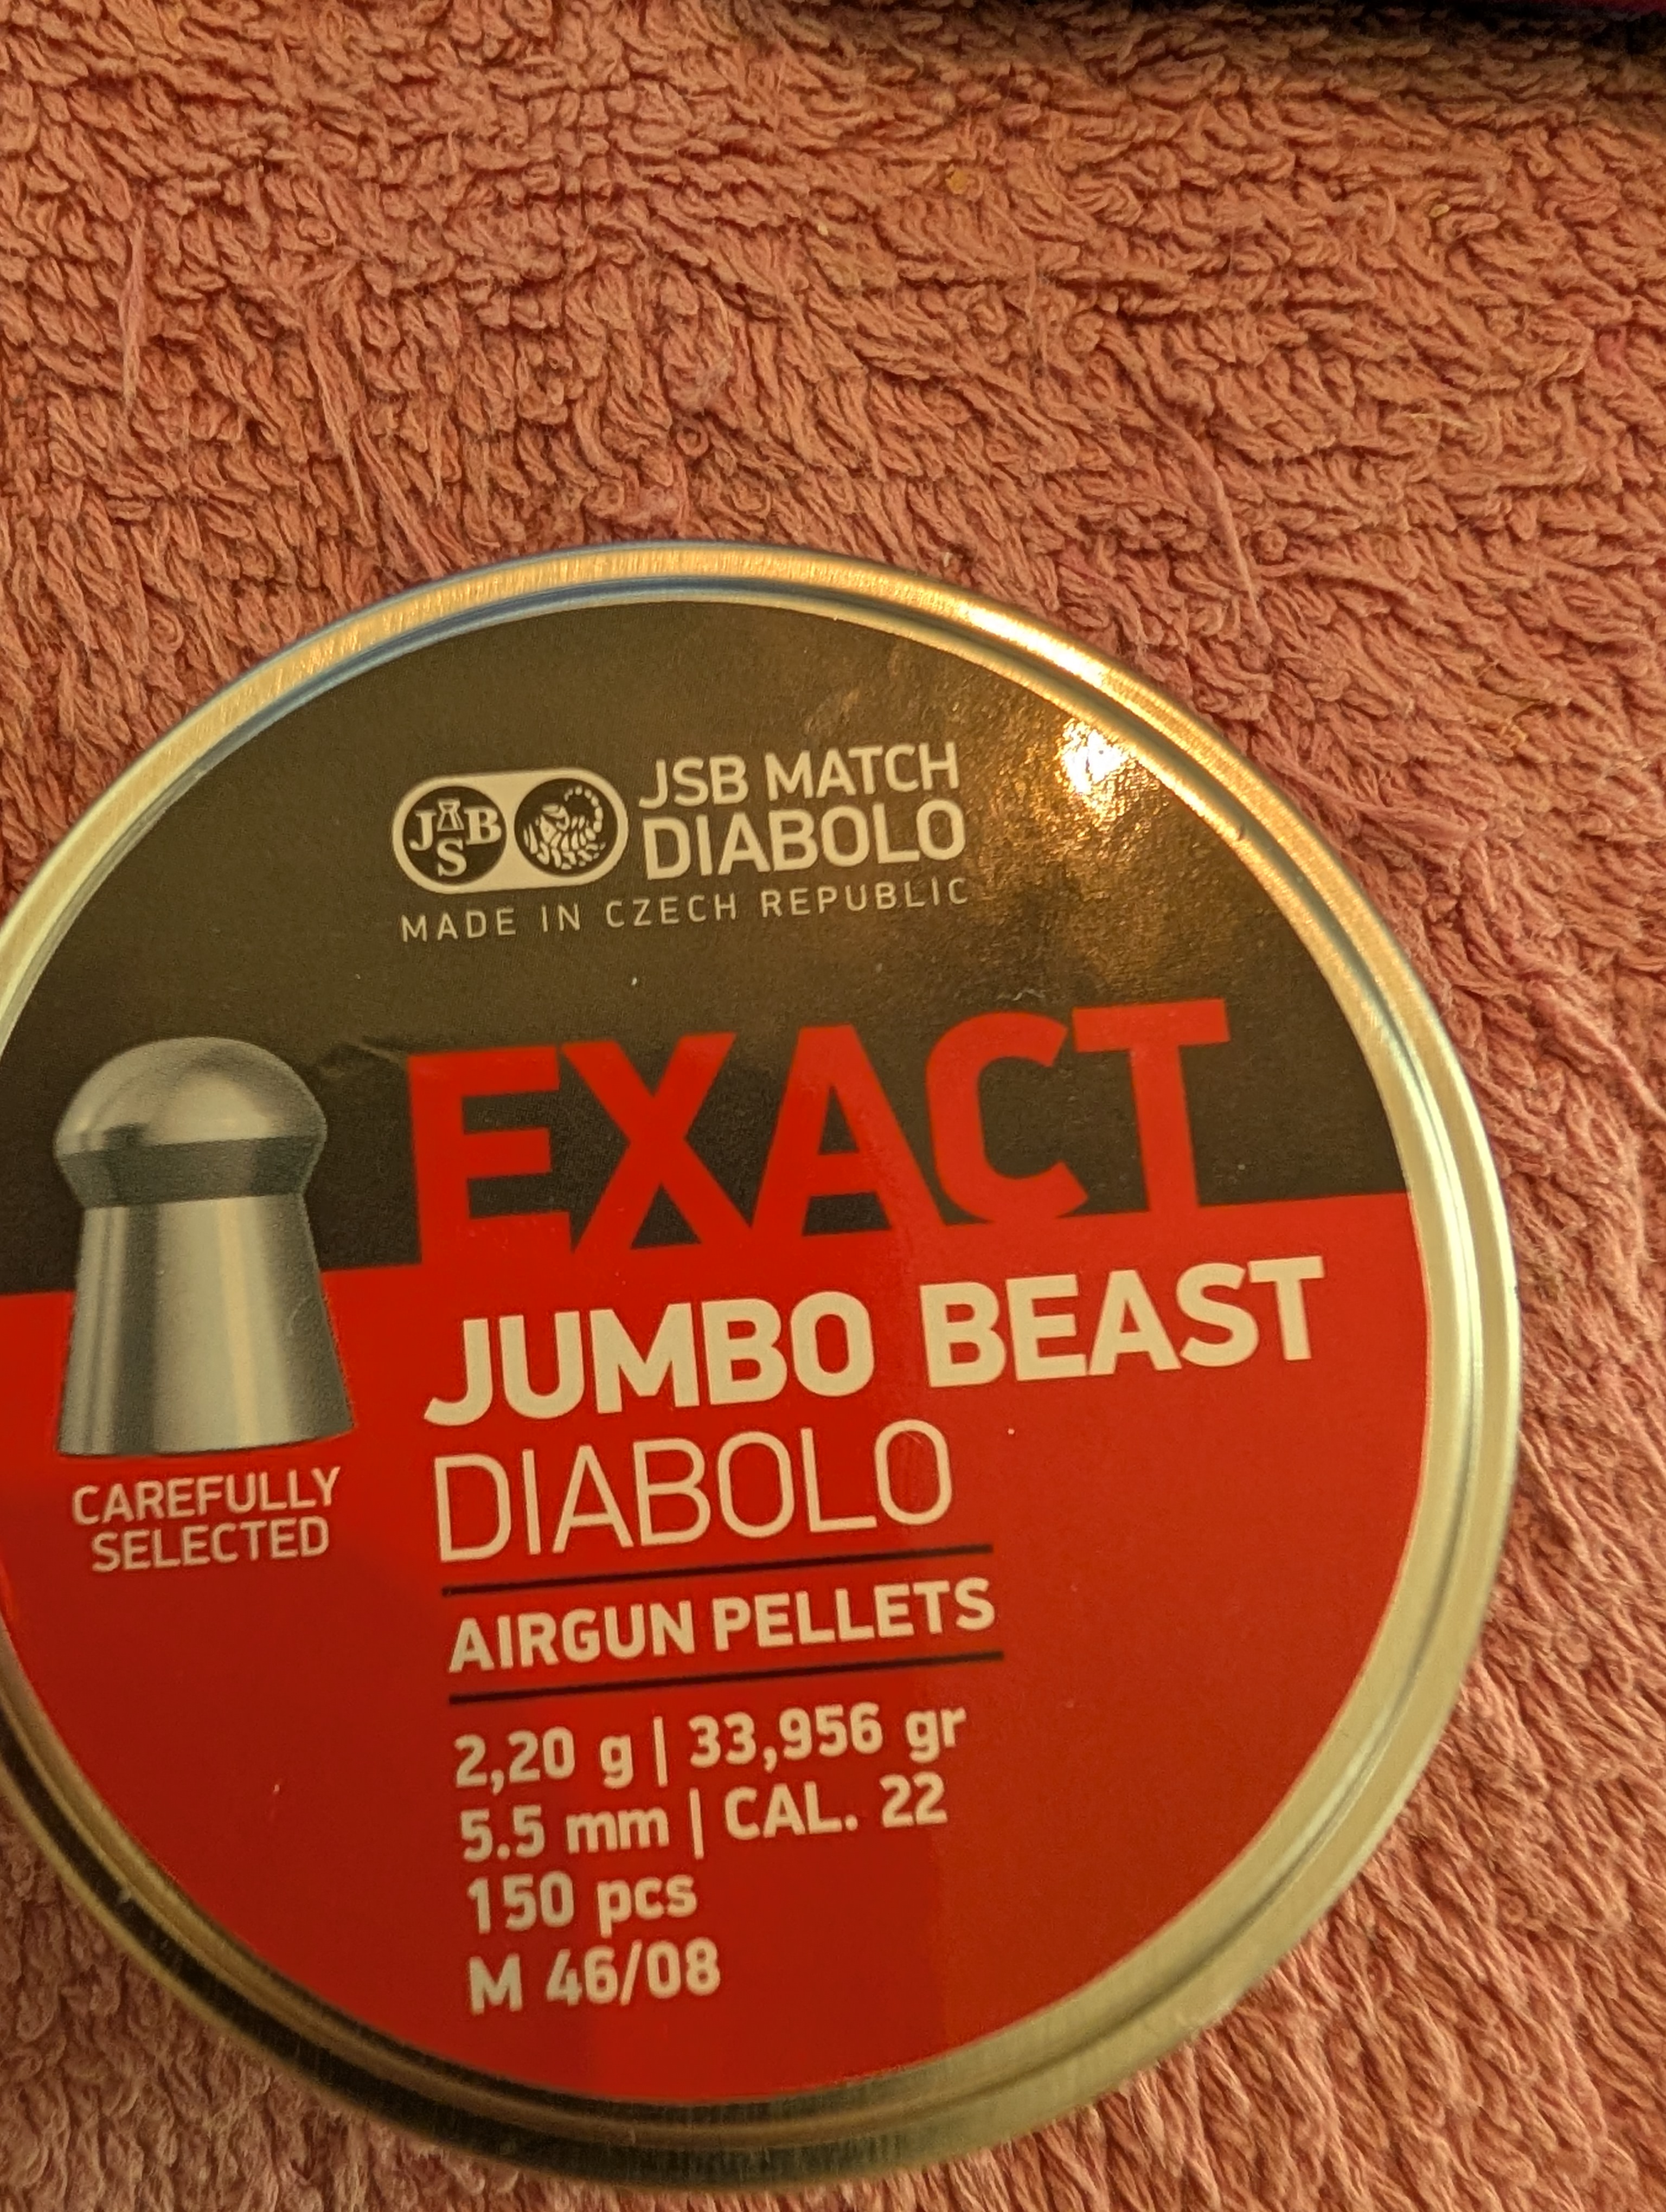 JSB
JSB MATCH
DIABOLO
MADE IN CZECH REPUBLIC
EXACT
JUMBO BEAST
DIABOLO
CAREFULLY
SELECTED
AIRGUN PELLETS
2,20 g | 33,956 gr
5.5 mm | CAL. 22
150 pcs
M 46/08